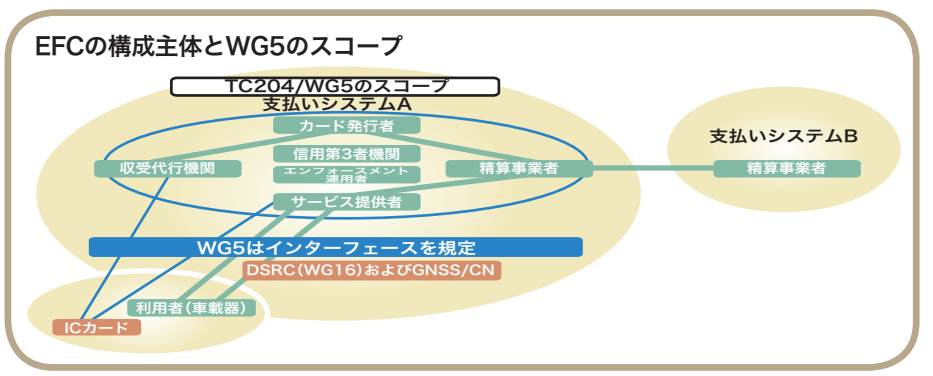 EFCの構成主体とWG5のスコープ
TC204/WG5のスコープ
支払いシステムA
カード発行者
支払いシステムB
信用第3者機関
収受代行機関
精算事業者
精算事業者
エンフォースメント
運用者
サービス提供者
WG5はインターフェースを規定
DSRC(WG16)およびGNSS/CN
利用者(車載器)
ICカード